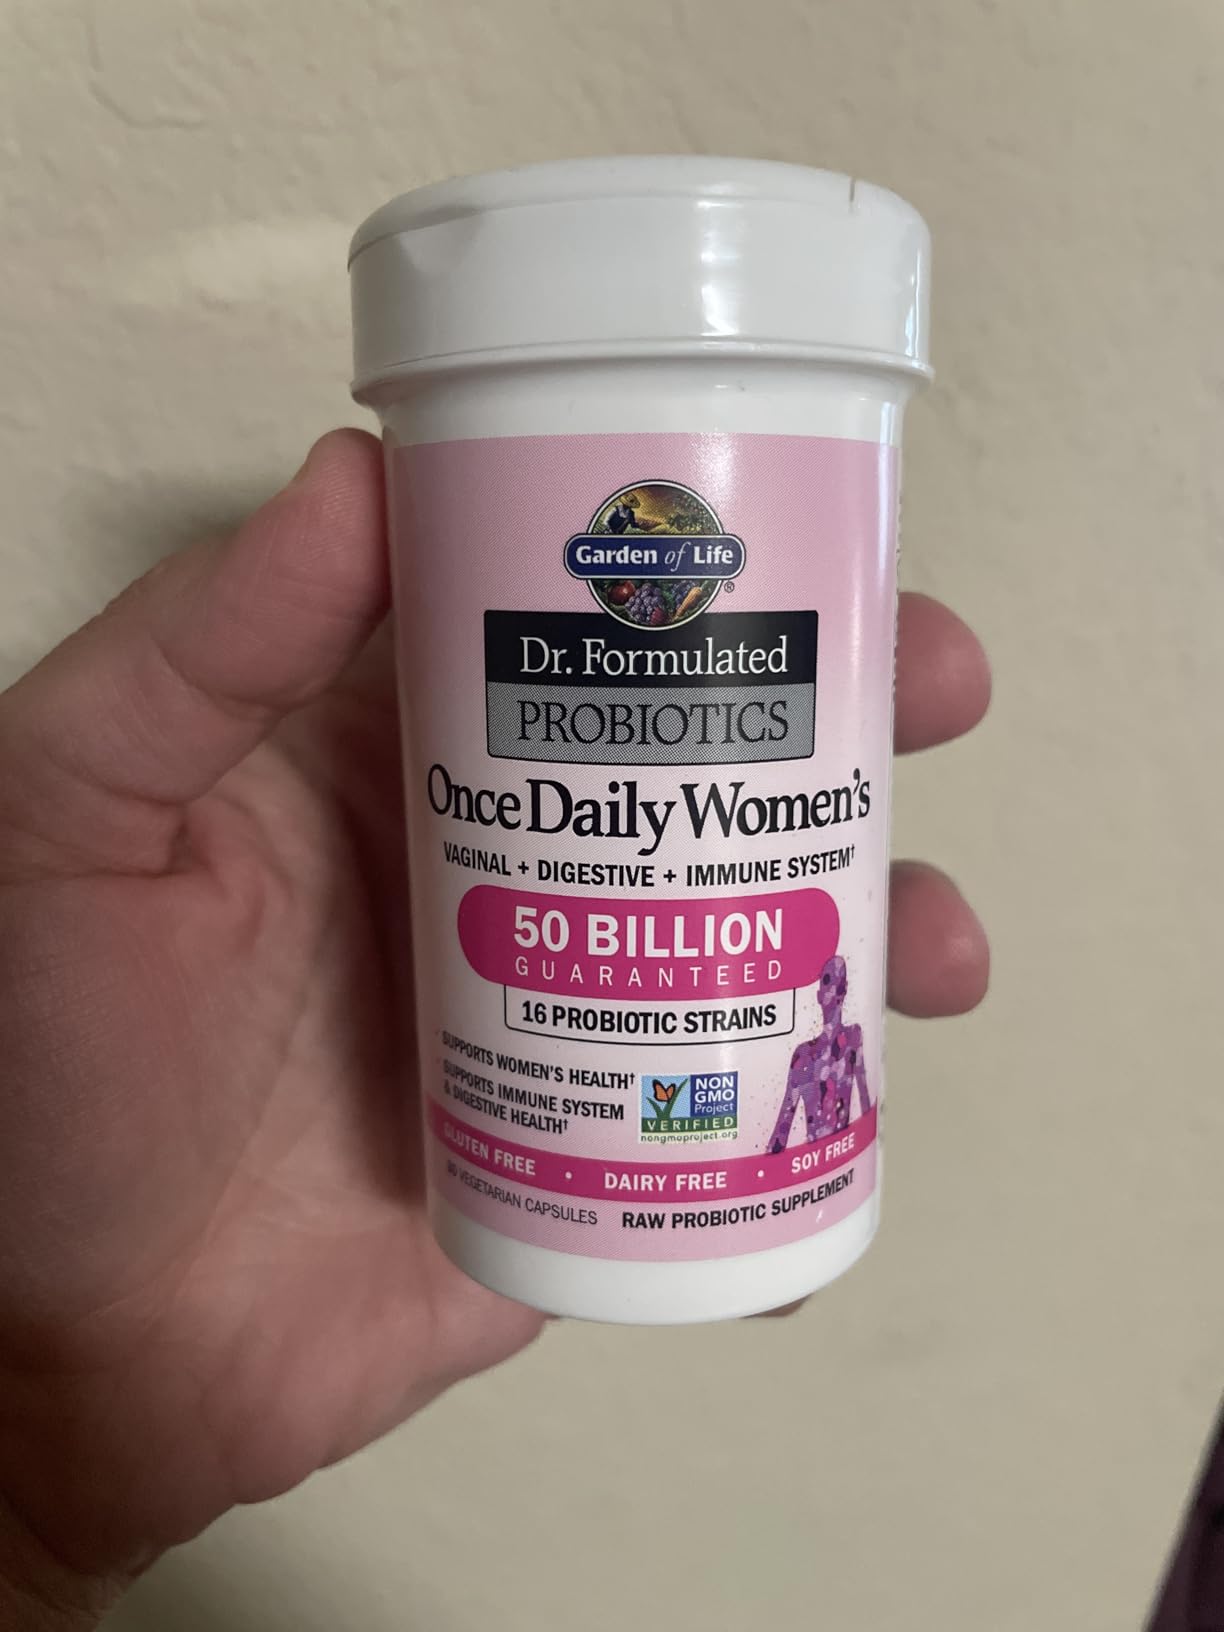 Garden of Life®
Dr. Formulated
PROBIOTICS
Once Daily Women's
VAGINAL + DIGESTIVE + IMMUNE SYSTEM†
50 BILLION
GUARANTEED
16 PROBIOTIC STRAINS
SUPPORTS WOMEN'S HEALTH†
SUPPORTS IMMUNE SYSTEM
& DIGESTIVE HEALTH†
NON
GMO
Project
VERIFIED
nongmoproject.org
GLUTEN FREE • DAIRY FREE • SOY FREE
VEGETARIAN CAPSULES RAW PROBIOTIC SUPPLEMENT